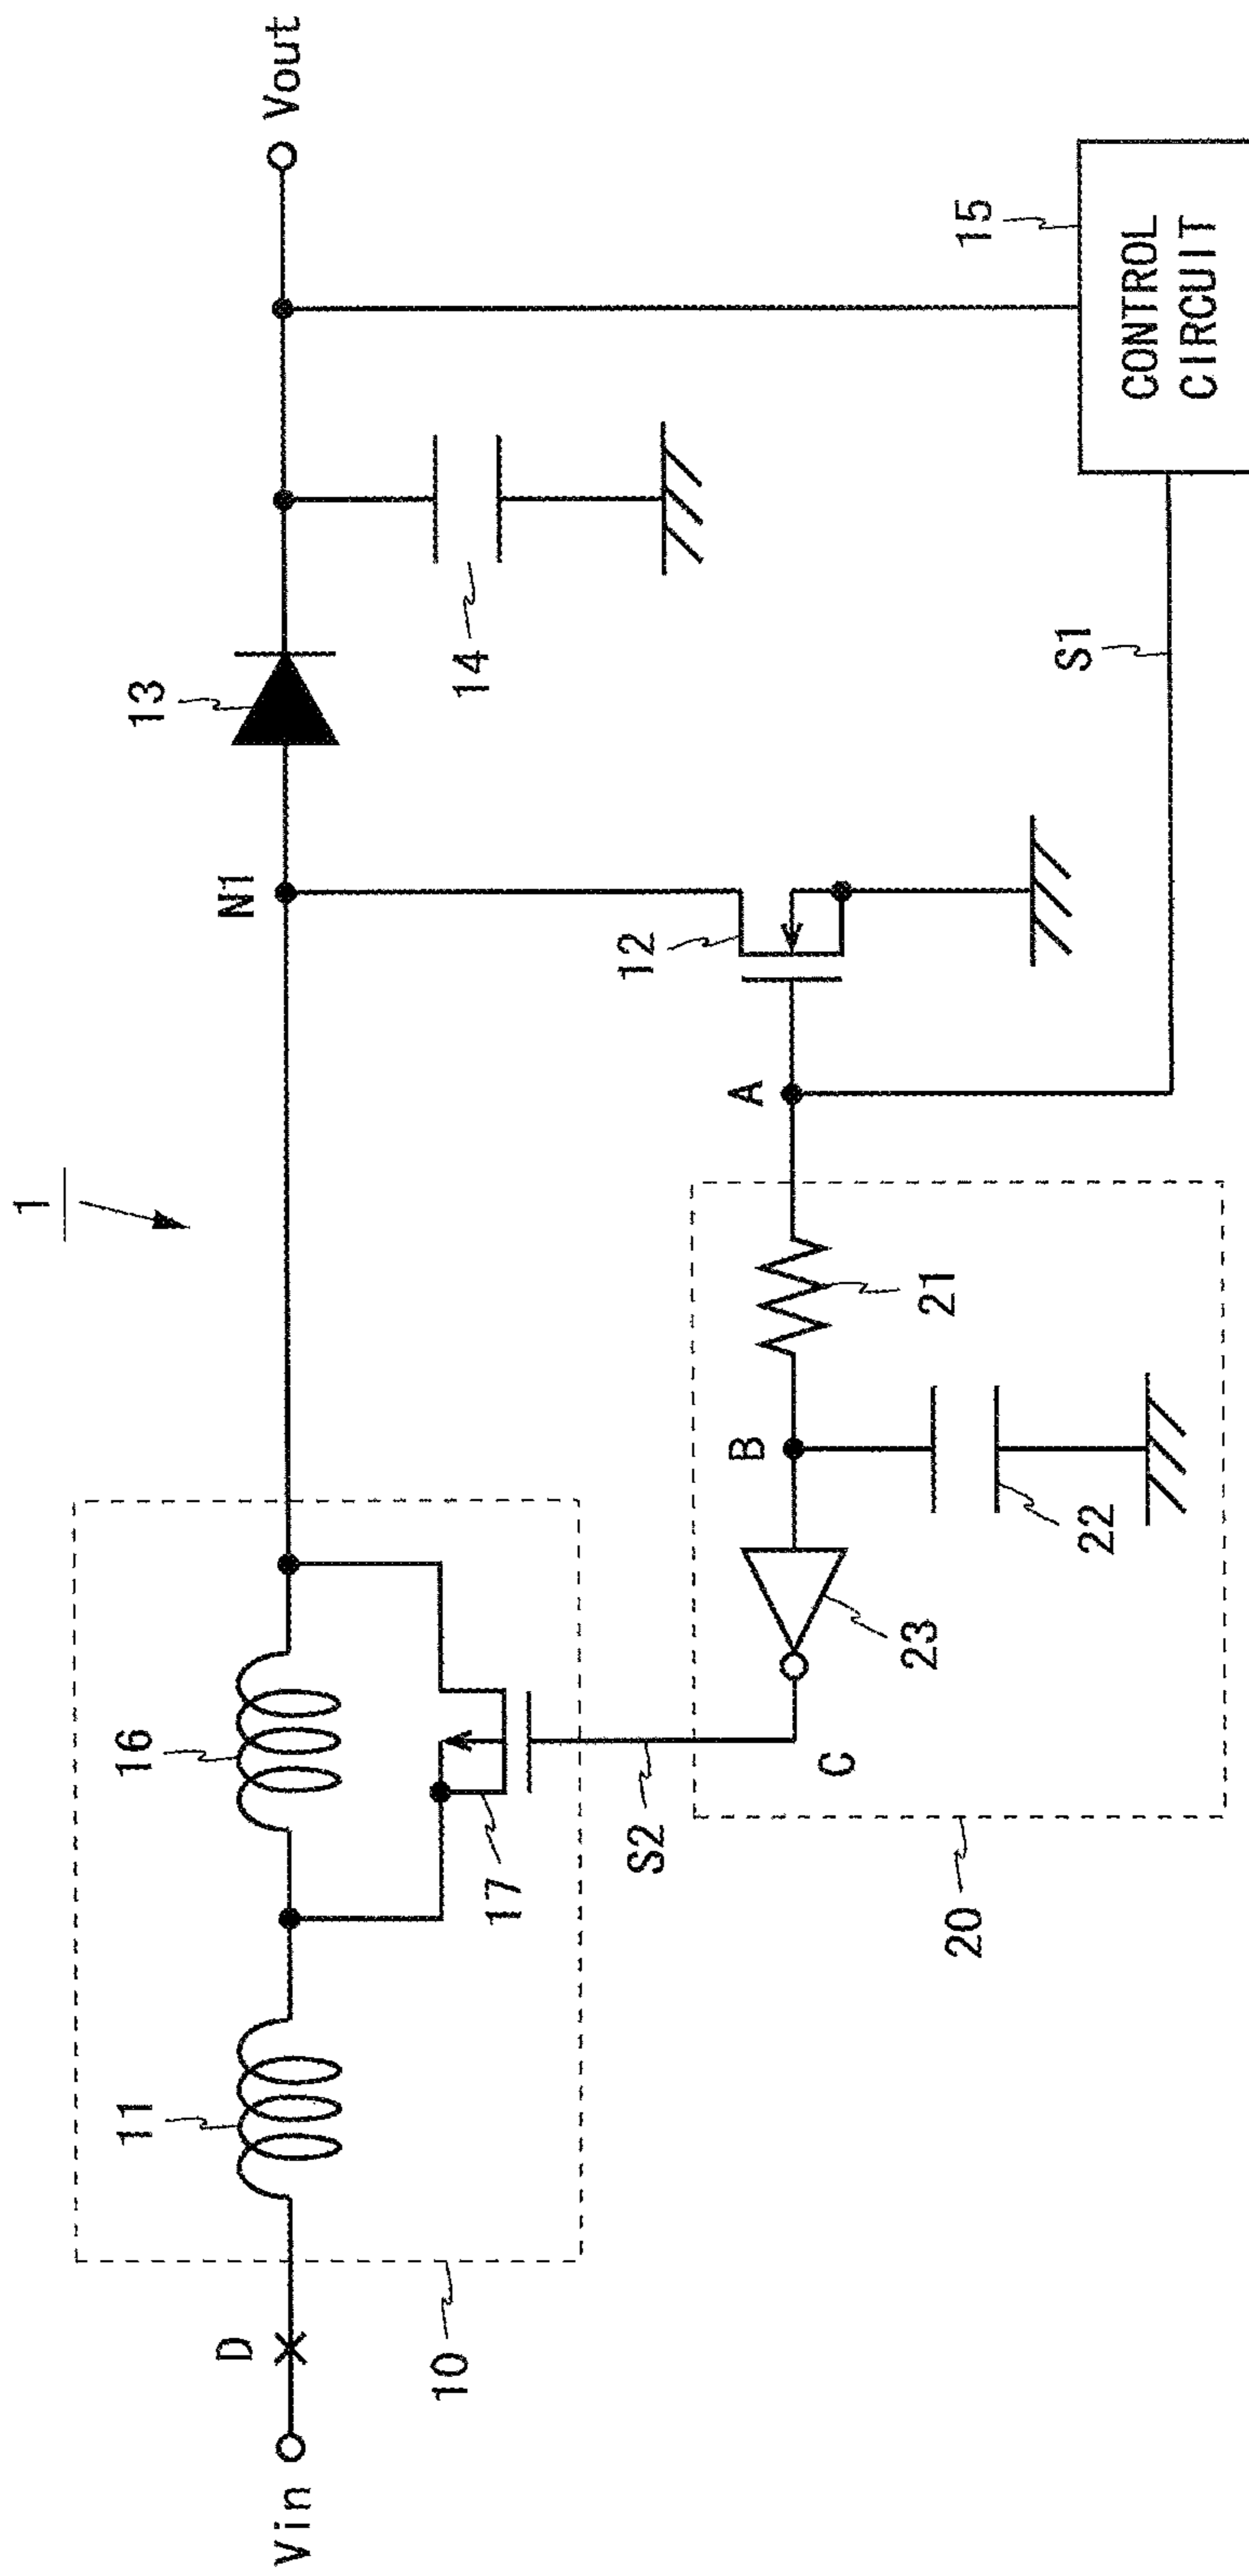 1
Vin
D
10
11
16
17
S2
N1
13
14
Vout
12
A
B
C
21
22
23
20
S1
15
CONTROL
CIRCUIT